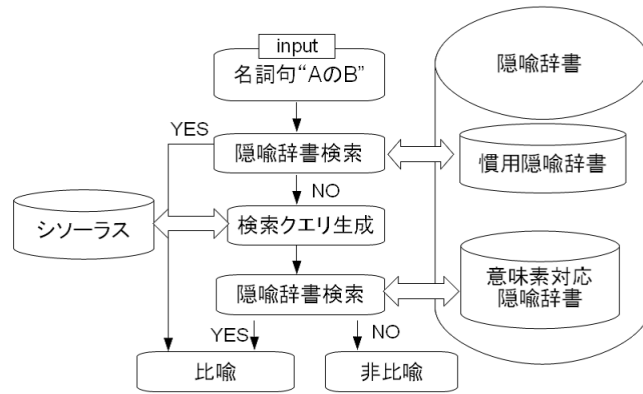 input
名詞句“AのB”
隠喩辞書
YES
隠喩辞書検索
慣用隠喩辞書
NO
シソーラス
検索クエリ生成
隠喩辞書検索
意味素対応
隠喩辞書
YES
NO
比喩
非比喩